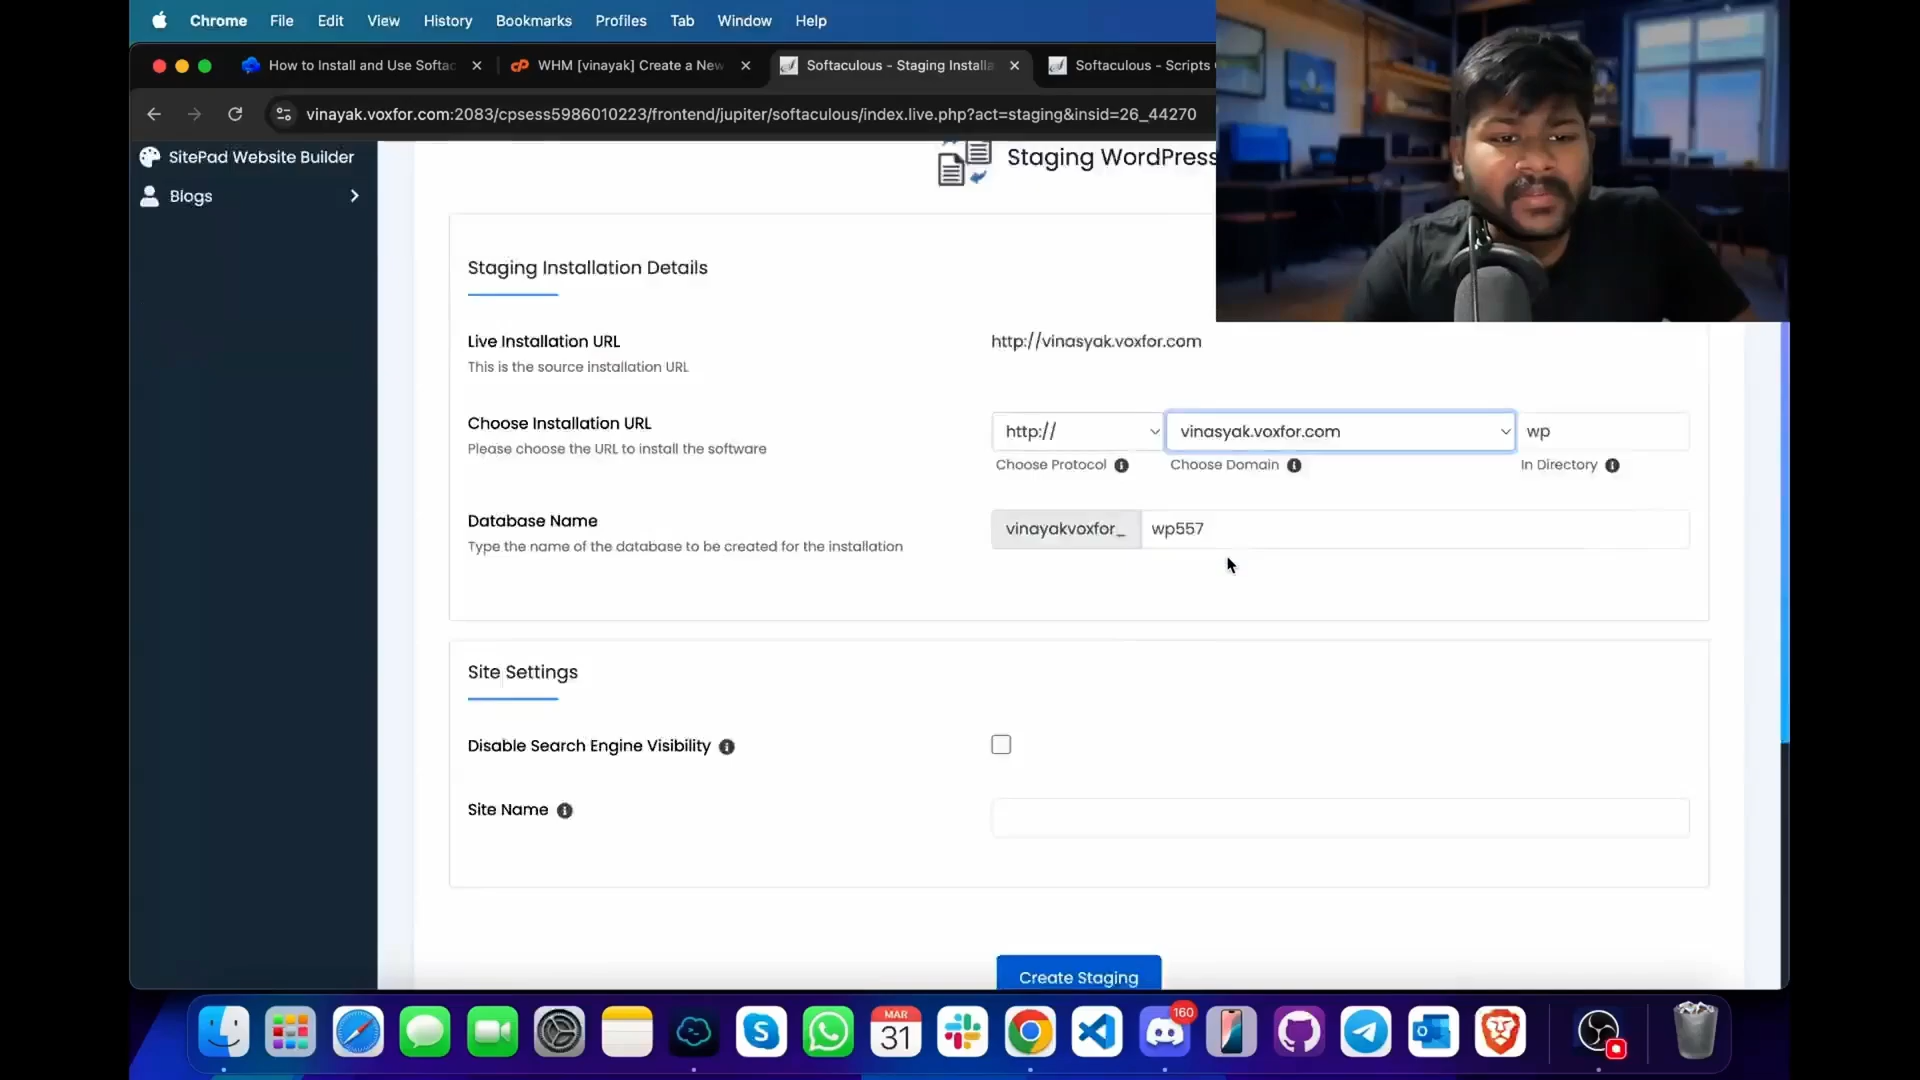 Chrome File Edit View History Bookmarks Profiles Tab Window Help
How to Install and Use Softac
WHM [vinayak] Create a New
Softaculous - Staging Installa
Softaculous - Scripts
vinayak.voxfor.com:2083/cpsess5986010223/frontend/jupiter/softaculous/index.live.php?act=staging&insid=26_44270
SitePad Website Builder
Blogs
Staging WordPress
Staging Installation Details
Live Installation URL
http://vinasyak.voxfor.com
This is the source installation URL
Choose Installation URL
http:// vinasyak.voxfor.com wp
Please choose the URL to install the software
Choose Protocol Choose Domain In Directory
Database Name
vinayakvoxfor_ wp557
Type the name of the database to be created for the installation
Site Settings
Disable Search Engine Visibility
Site Name
Create Staging
MAR
31
160